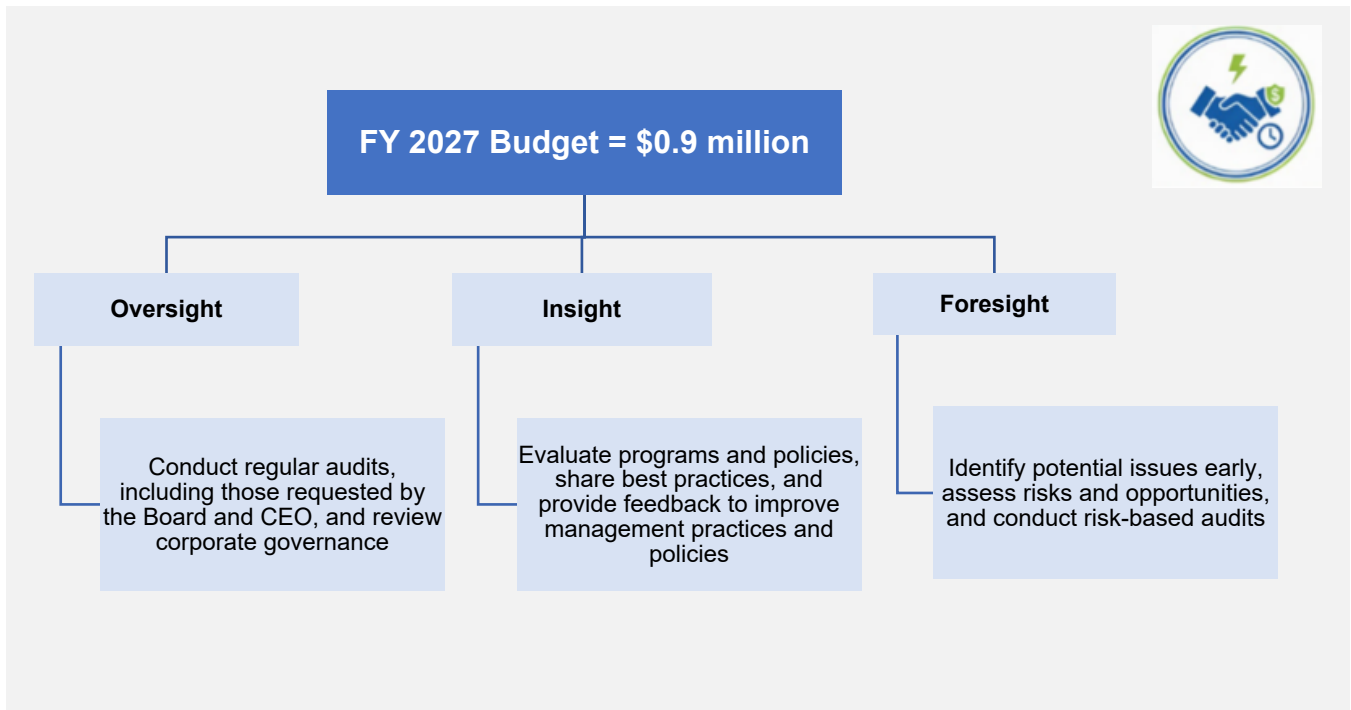 FY 2027 Budget = $0.9 million
Oversight
Conduct regular audits,
including those requested by
the Board and CEO, and review
corporate governance
Insight
Evaluate programs and policies,
share best practices, and
provide feedback to improve
management practices and
policies
Foresight
Identify potential issues early,
assess risks and opportunities,
and conduct risk-based audits
$